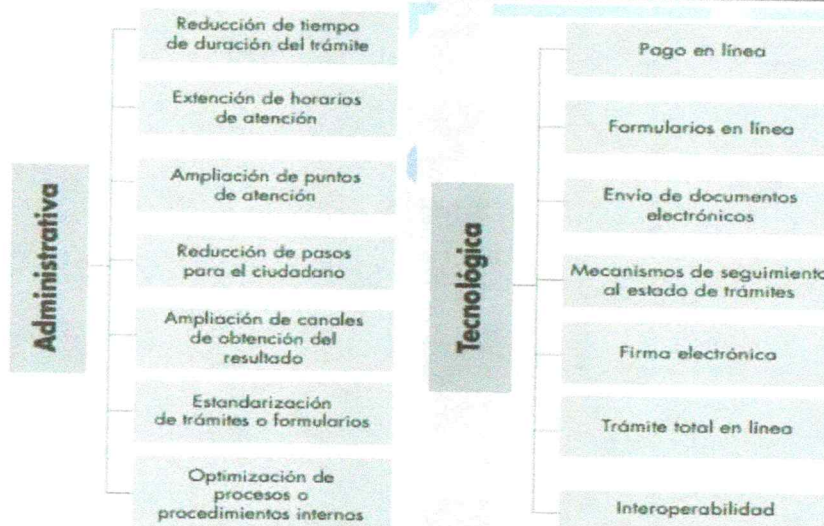 Administrativa
Reducción de tiempo
de duración del trámite
Extención de horarios
de atención
Ampliación de puntos
de atención
Reducción de pasos
para el ciudadano
Ampliación de canales
de obtención del
resultado
Estandarización
de trámites o formularios
Optimización de
procesos o
procedimientos internos
Tecnológica
Pago en línea
Formularios en línea
Envío de documentos
electrónicos
Mecanismos de seguimiento
al estado de trámites
Firma electrónica
Trámite total en línea
Interoperabilidad